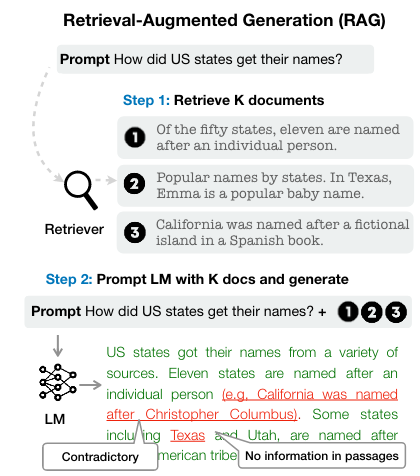 Retrieval-Augmented Generation (RAG)
Prompt How did US states get their names?
Step 1: Retrieve K documents
1 Of the fifty states, eleven are named
after an individual person.
2 Popular names by states. In Texas,
Emma is a popular baby name.
3 California was named after a fictional
island in a Spanish book.
Retriever
Step 2: Prompt LM with K docs and generate
Prompt How did US states get their names? + 1 2 3
US states got their names from a variety of
sources. Eleven states are named after an
individual person (e.g, California was named
after Christopher Columbus). Some states
including Texas and Utah, are named after
merican tribe
LM
Contradictory
No information in passages